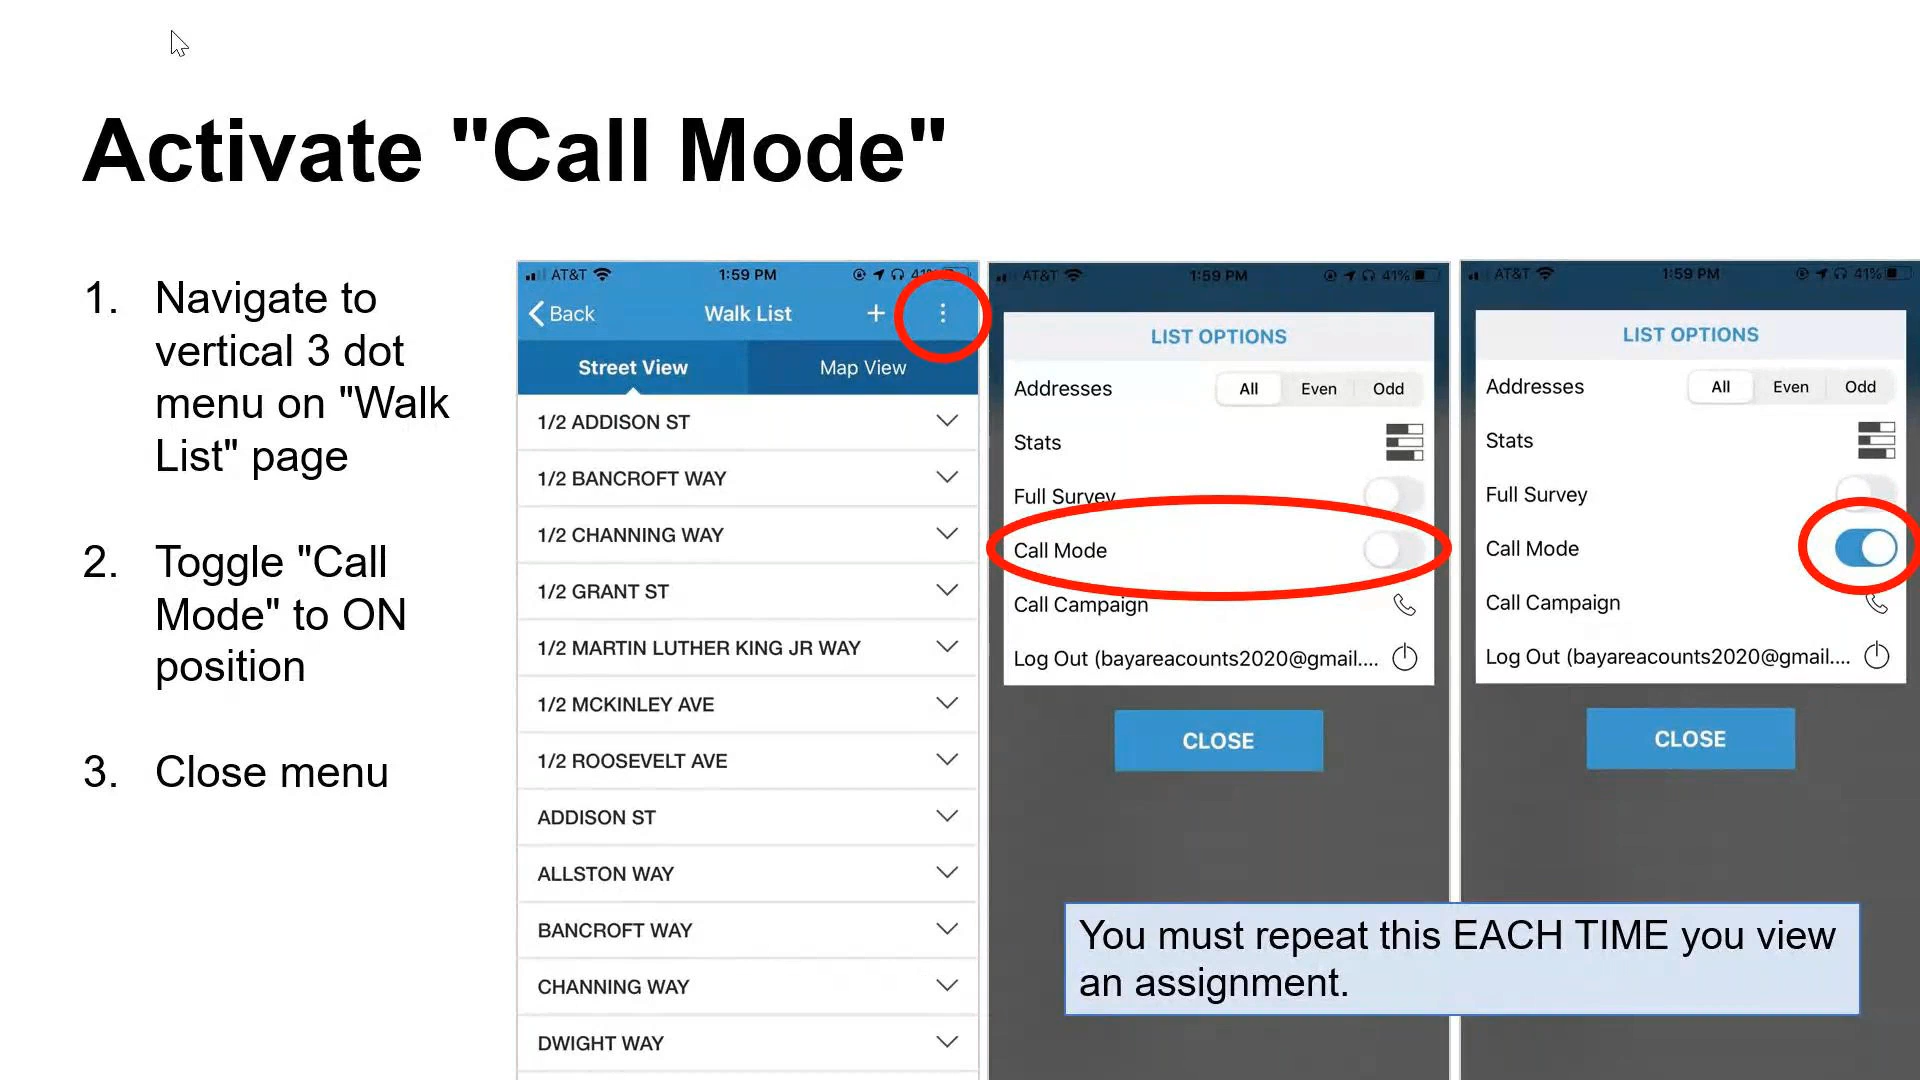 Activate "Call Mode"
1. Navigate to
vertical 3 dot
menu on "Walk
List" page
2. Toggle "Call
Mode" to ON
position
3. Close menu
AT&T 1:59 PM 41%
Back Walk List +
Street View Map View
1/2 ADDISON ST
1/2 BANCROFT WAY
1/2 CHANNING WAY
1/2 GRANT ST
1/2 MARTIN LUTHER KING JR WAY
1/2 MCKINLEY AVE
1/2 ROOSEVELT AVE
ADDISON ST
ALLSTON WAY
BANCROFT WAY
CHANNING WAY
DWIGHT WAY
AT&T 1:59 PM 41%
LIST OPTIONS
Addresses All Even Odd
Stats
Full Survey
Call Mode
Call Campaign
Log Out (bayareacounts2020@gmail....
CLOSE
AT&T 1:59 PM 41%
LIST OPTIONS
Addresses All Even Odd
Stats
Full Survey
Call Mode
Call Campaign
Log Out (bayareacounts2020@gmail....
CLOSE
You must repeat this EACH TIME you view
an assignment.